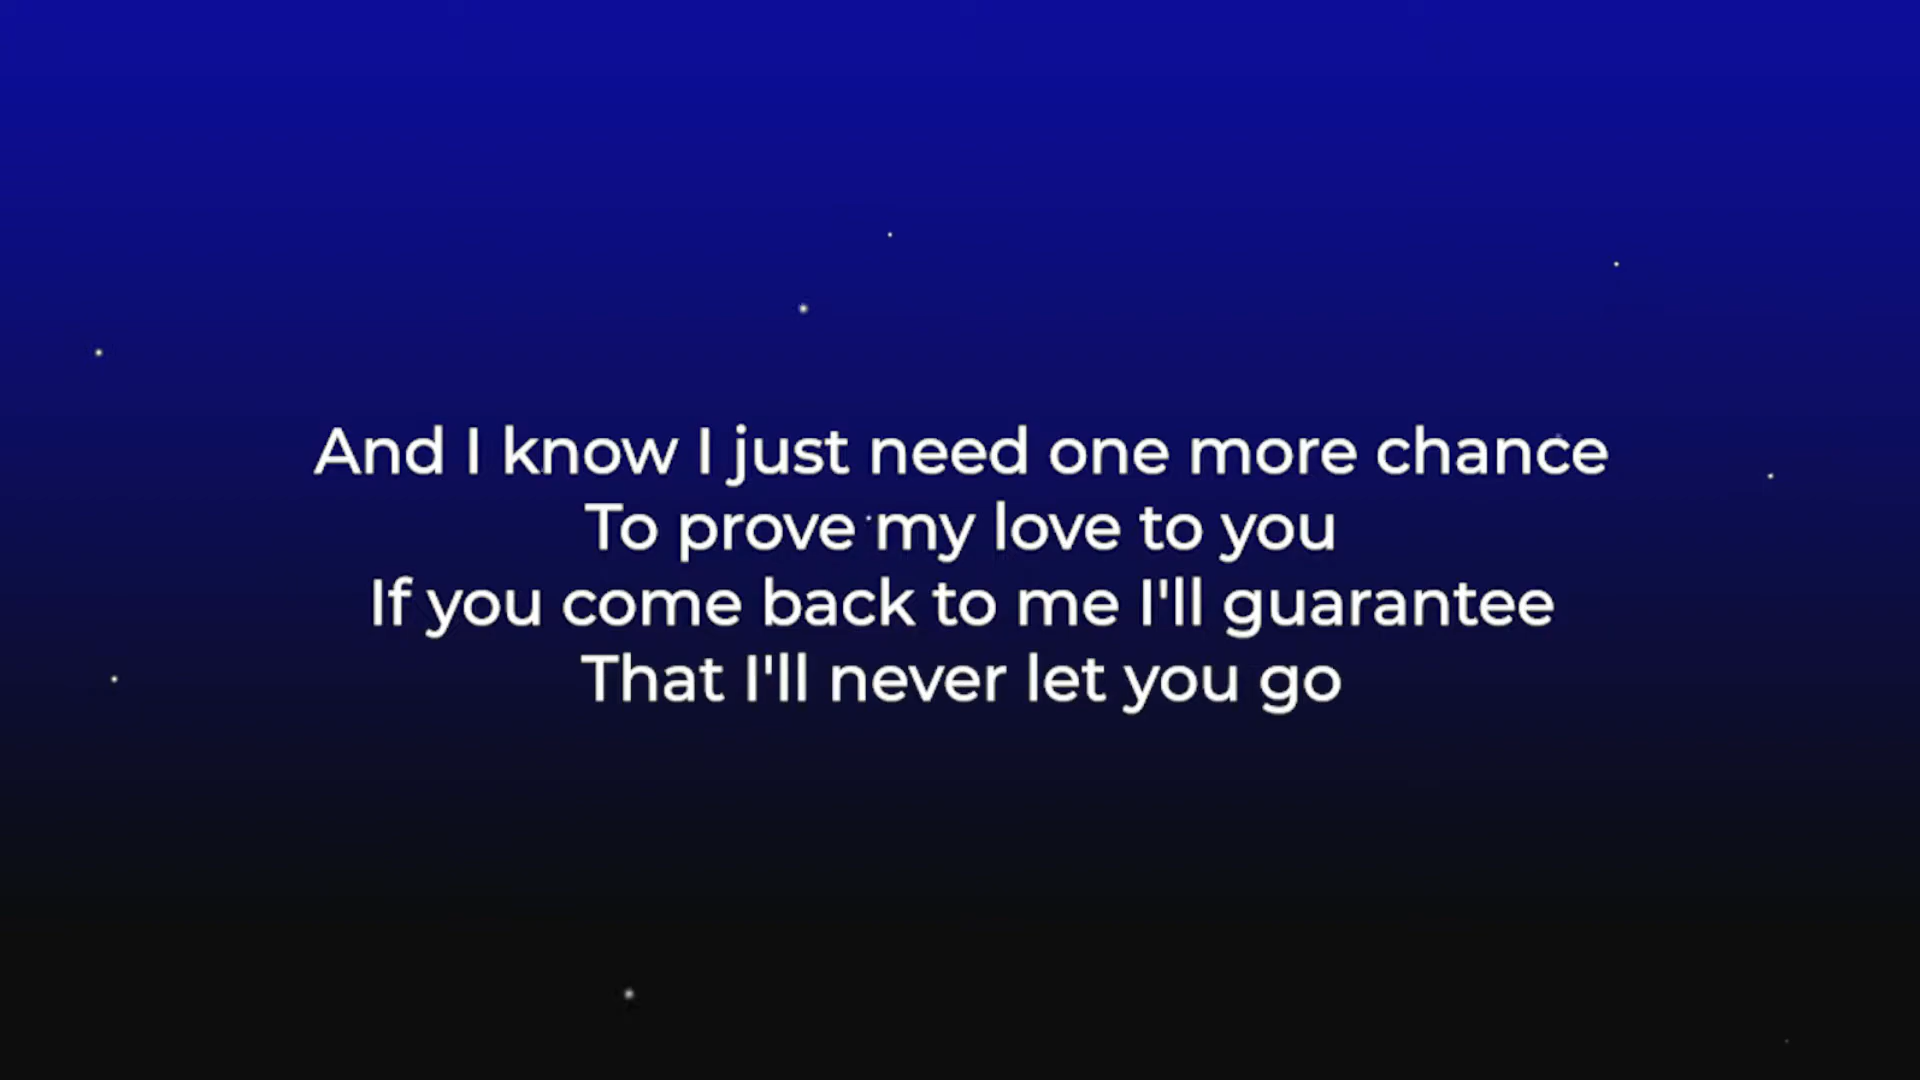 And I know I just need one more chance
To prove my love to you
If you come back to me I'll guarantee
That I'll never let you go